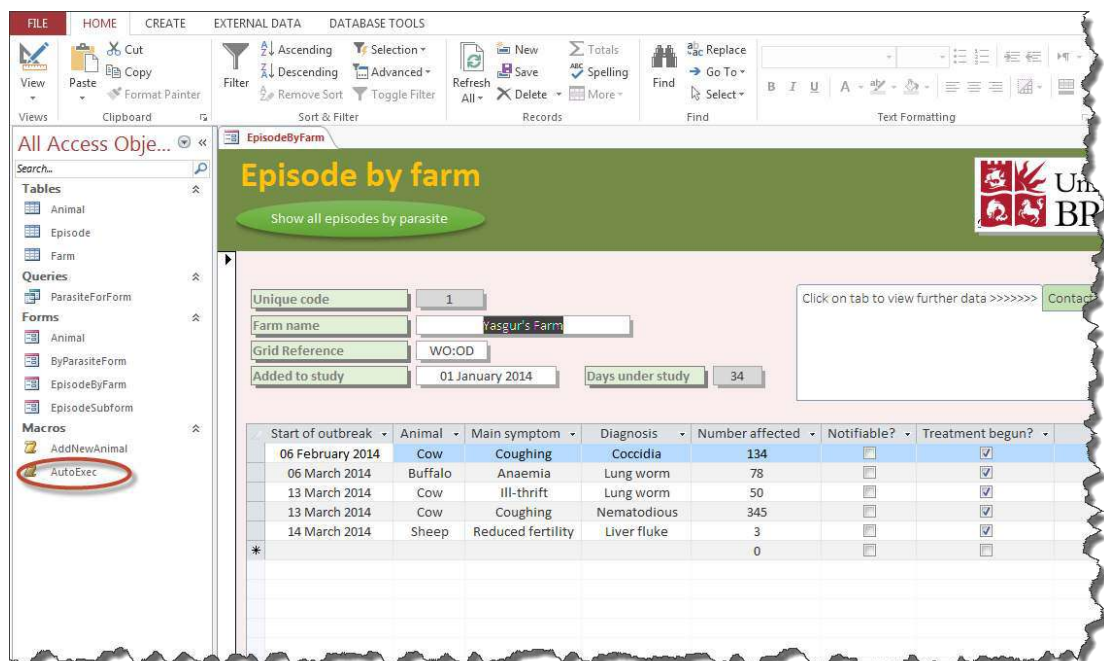 FILE HOME CREATE EXTERNAL DATA DATABASE TOOLS
View
Paste
Cut
Copy
Format Painter
Filter
Ascending
Descending
Remove Sort
Selection
Advanced
Toggle Filter
Refresh
All
New
Save
Delete
Totals
Spelling
More
Find
Replace
Go To
Select
B I U A
Views Clipboard Sort & Filter Records Find Text Formatting
All Access Obje...
Search...
Tables
Animal
Episode
Farm
Queries
ParasiteForForm
Forms
Animal
ByParasiteForm
EpisodeByFarm
EpisodeSubform
Macros
AddNewAnimal
AutoExec
EpisodeByFarm
Episode by farm
Show all episodes by parasite
BR
Unique code 1
Farm name Yasgur's Farm
Grid Reference WO:OD
Added to study 01 January 2014 Days under study 34
Click on tab to view further data >>>>>>> Contact
Start of outbreak Animal Main symptom Diagnosis Number affected Notifiable? Treatment begun?
06 February 2014 Cow Coughing Coccidia 134
06 March 2014 Buffalo Anaemia Lung worm 78
13 March 2014 Cow Ill-thrift Lung worm 50
13 March 2014 Cow Coughing Nematodious 345
14 March 2014 Sheep Reduced fertility Liver fluke 3
0